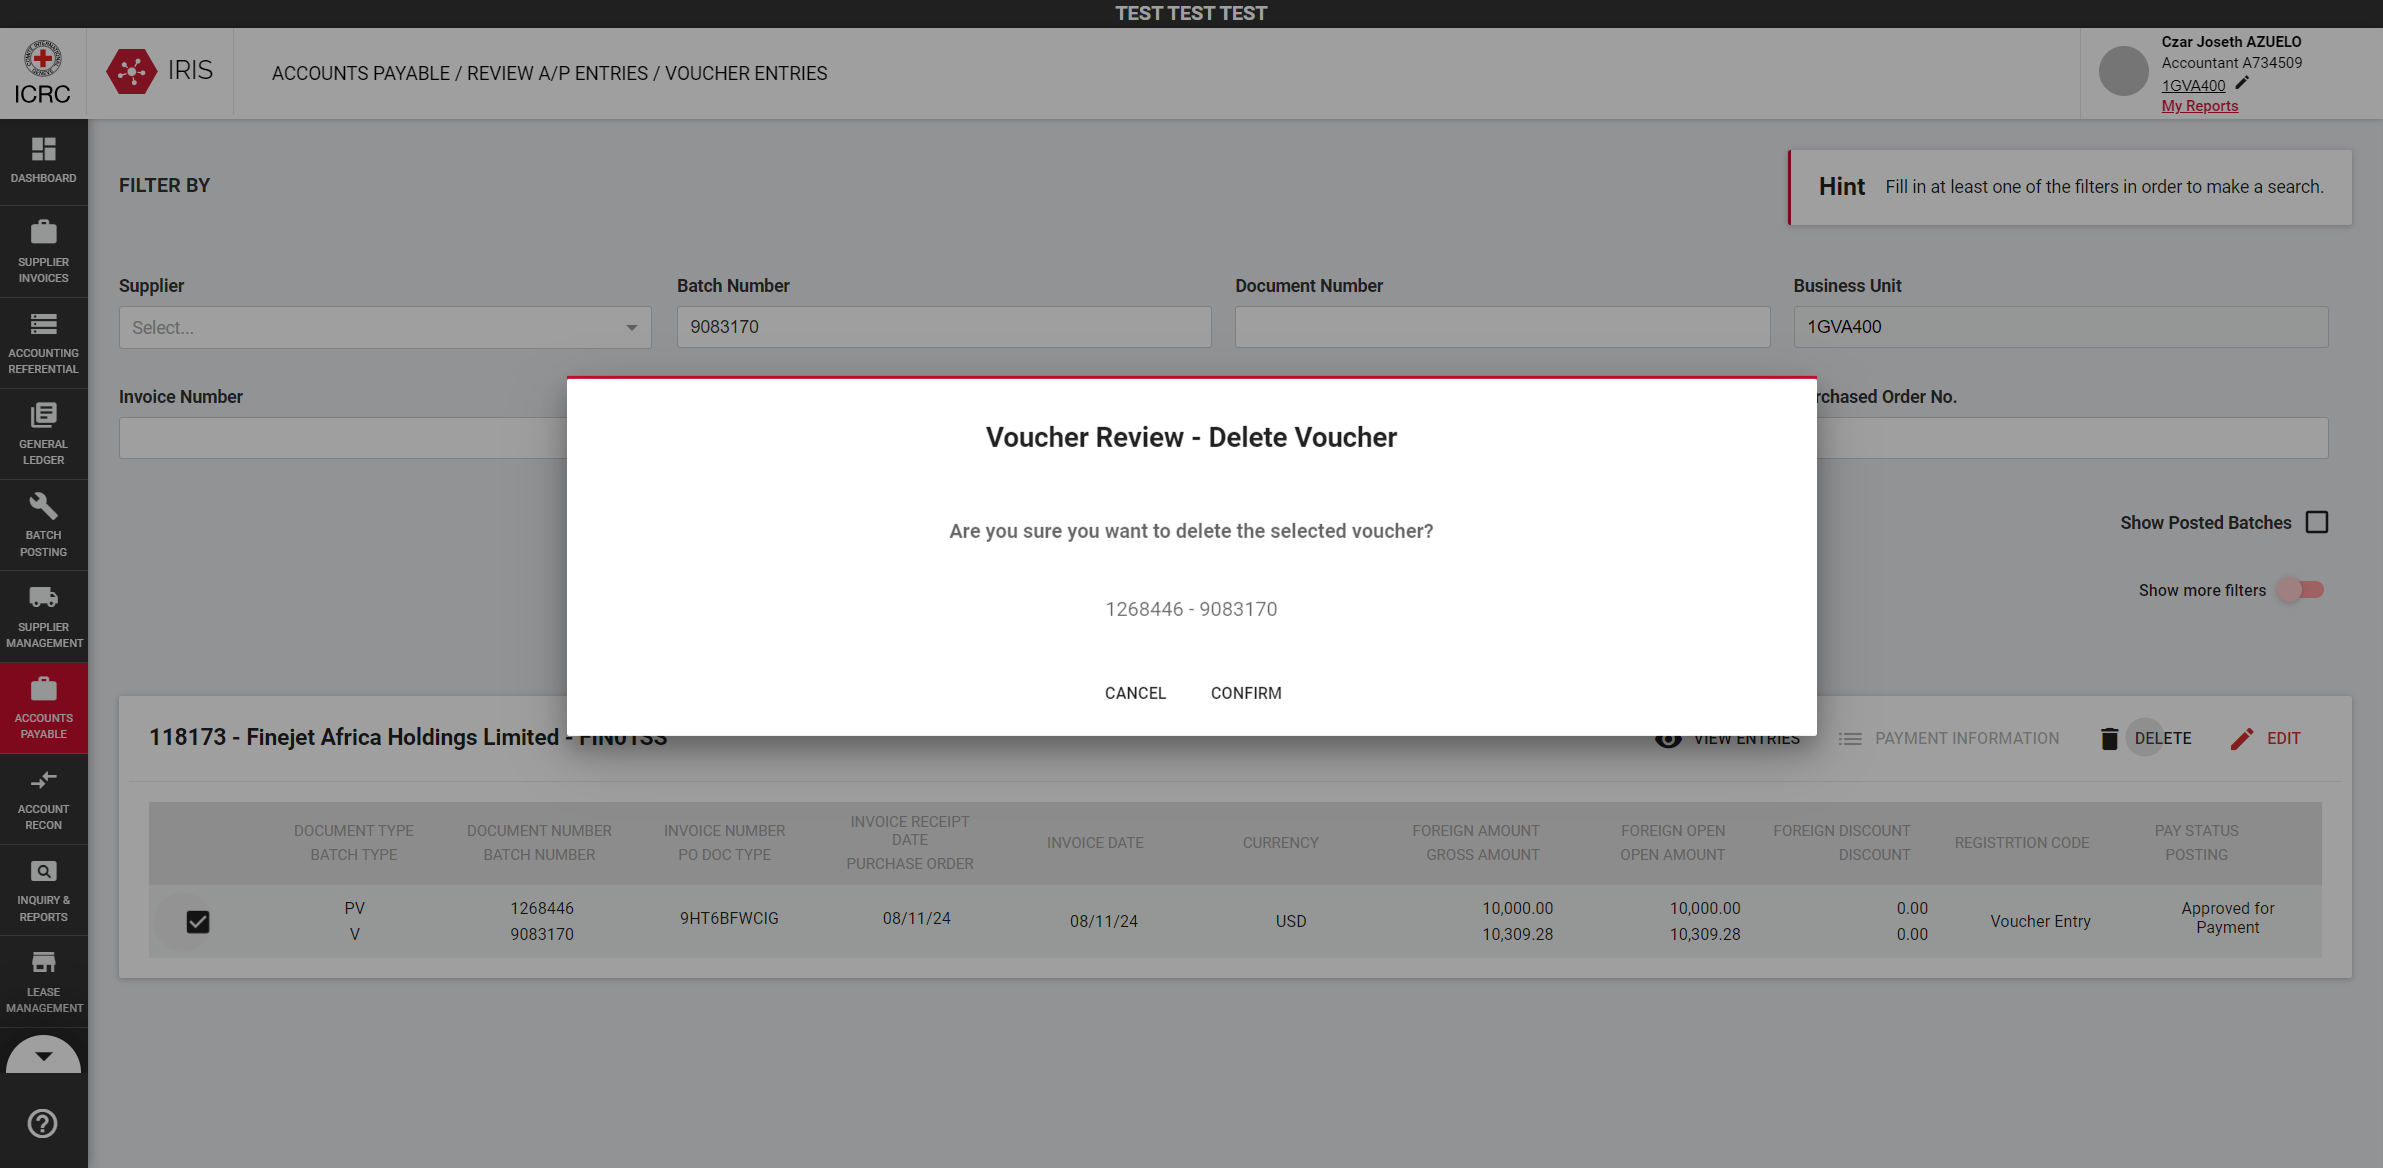 TEST TEST TEST
ICRC
IRIS
ACCOUNTS PAYABLE / REVIEW A/P ENTRIES / VOUCHER ENTRIES
Czar Joseth AZUELO
Accountant A734509
1GVA400
My Reports
DASHBOARD
SUPPLIER
INVOICES
ACCOUNTING
REFERENTIAL
GENERAL
LEDGER
BATCH
POSTING
SUPPLIER
MANAGEMENT
ACCOUNTS
PAYABLE
ACCOUNT
RECON
INQUIRY &
REPORTS
LEASE
MANAGEMENT
FILTER BY
Hint Fill in at least one of the filters in order to make a search.
Supplier
Select...
Batch Number
9083170
Document Number
Business Unit
1GVA400
Invoice Number
rchased Order No.
Show Posted Batches
Show more filters
Voucher Review - Delete Voucher
Are you sure you want to delete the selected voucher?
1268446 - 9083170
CANCEL CONFIRM
118173 - Finejet Africa Holdings Limited - FIN01SS
VIEW ENTRIES PAYMENT INFORMATION DELETE EDIT
DOCUMENT TYPE
BATCH TYPE
DOCUMENT NUMBER
BATCH NUMBER
INVOICE NUMBER
PO DOC TYPE
INVOICE RECEIPT
DATE
PURCHASE ORDER
INVOICE DATE
CURRENCY
FOREIGN AMOUNT
GROSS AMOUNT
FOREIGN OPEN
OPEN AMOUNT
FOREIGN DISCOUNT
DISCOUNT
REGISTRTION CODE
PAY STATUS
POSTING
PV
V
1268446
9083170
9HT6BFWCIG
08/11/24
08/11/24
USD
10,000.00
10,309.28
10,000.00
10,309.28
0.00
0.00
Voucher Entry
Approved for
Payment